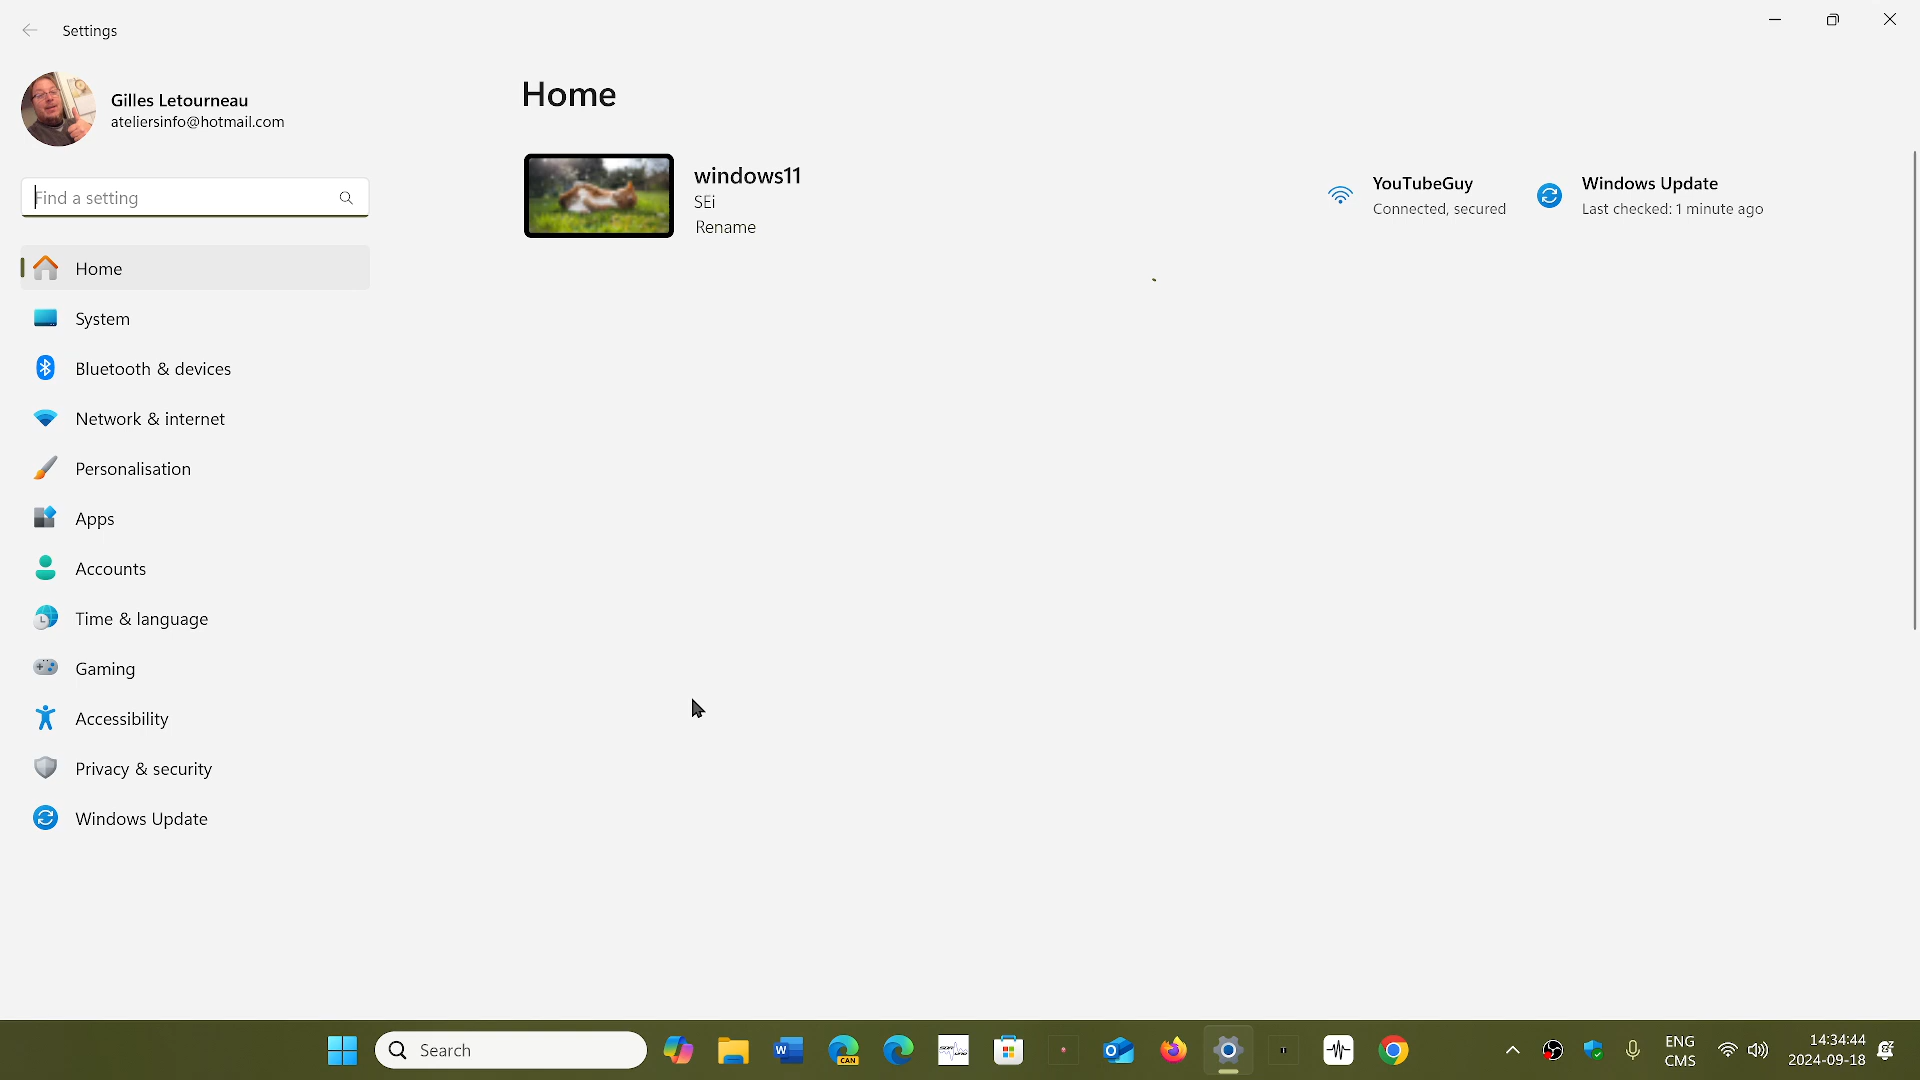 Settings
Gilles Letourneau
ateliersinfo@hotmail.com
Find a setting
Home
System
Bluetooth & devices
Network & internet
Personalisation
Apps
Accounts
Time & language
Gaming
Accessibility
Privacy & security
Windows Update
Home
windows11
SEi
Rename
YouTubeGuy
Connected, secured
Windows Update
Last checked: 1 minute ago
Search
W
CAN
ENG
CMS
14:34:44
2024-09-18